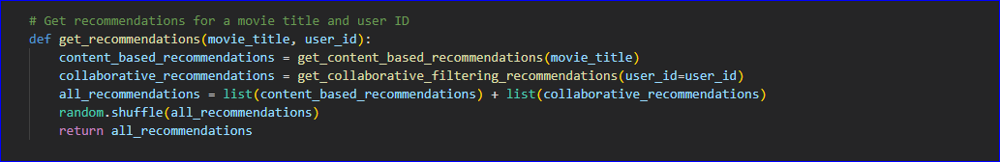 # Get recommendations for a movie title and user ID
def get_recommendations(movie_title, user_id):
    content_based_recommendations = get_content_based_recommendations(movie_title)
    collaborative_recommendations = get_collaborative_filtering_recommendations(user_id=user_id)
    all_recommendations = list(content_based_recommendations) + list(collaborative_recommendations)
    random.shuffle(all_recommendations)
    return all_recommendations